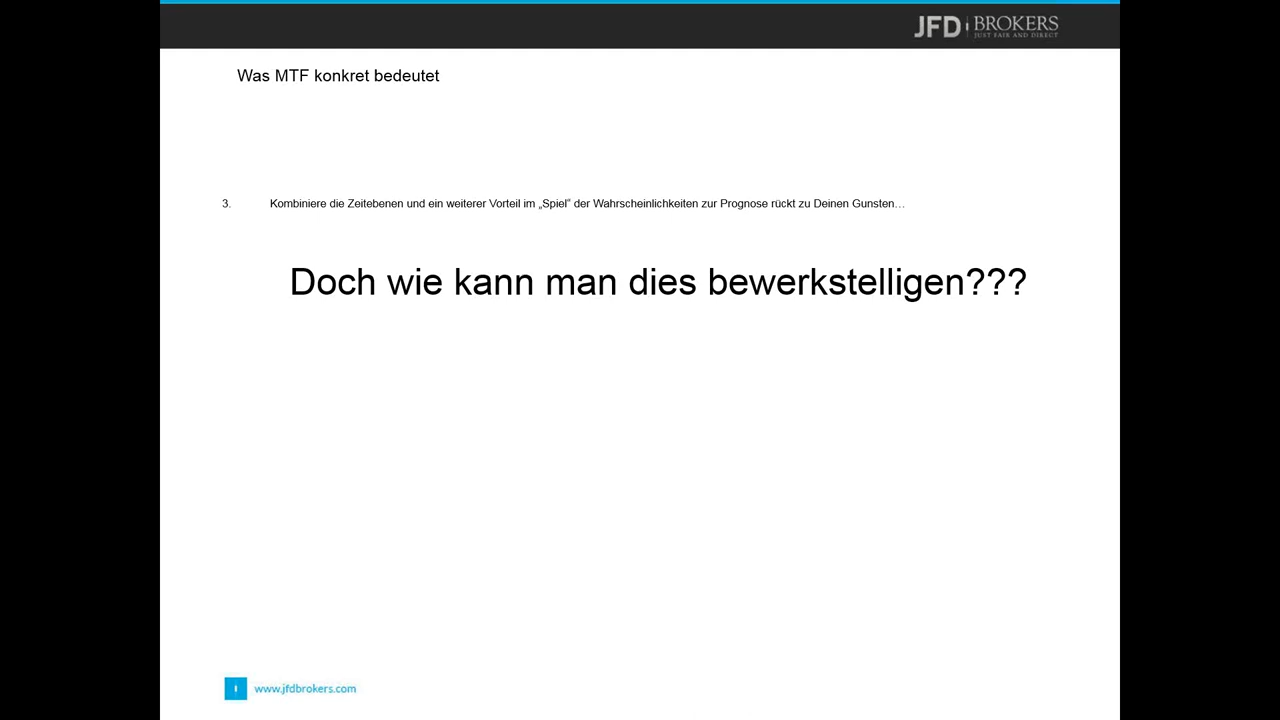 JFD BROKERS
JUST FAIR AND DIRECT
Was MTF konkret bedeutet
3. Kombiniere die Zeitebenen und ein weiterer Vorteil im „Spiel“ der Wahrscheinlichkeiten zur Prognose rückt zu Deinen Gunsten…
Doch wie kann man dies bewerkstelligen???
www.jfdbrokers.com